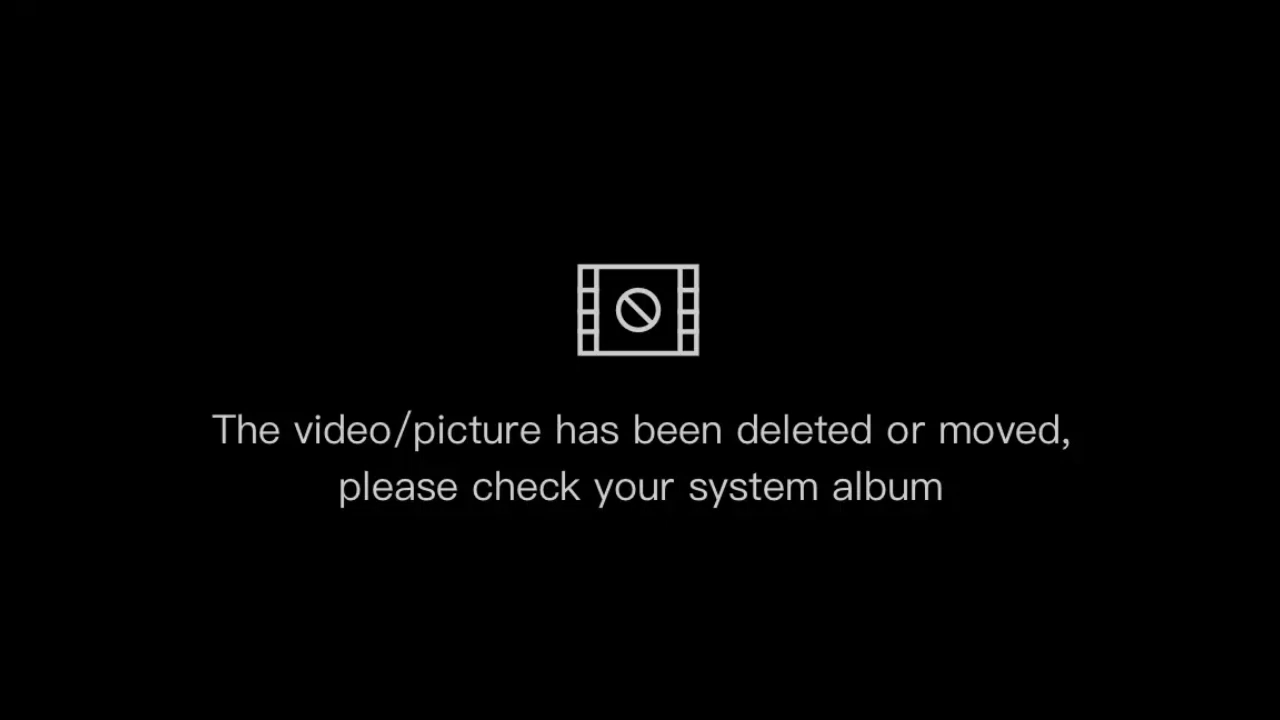 The video/picture has been deleted or moved,
please check your system album